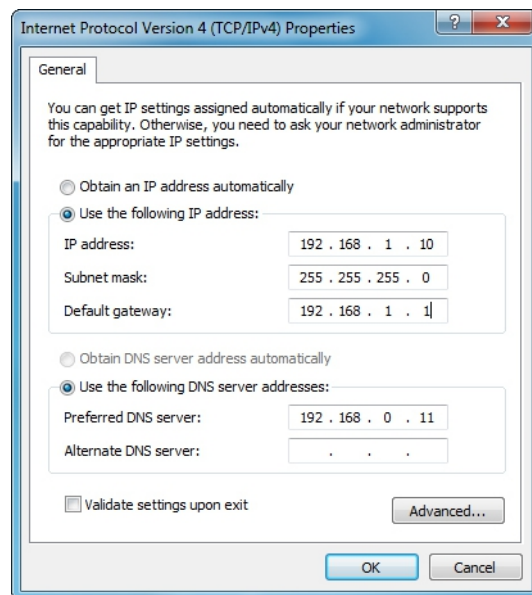 Internet Protocol Version 4 (TCP/IPv4) Properties
General
You can get IP settings assigned automatically if your network supports
this capability. Otherwise, you need to ask your network administrator
for the appropriate IP settings.
Obtain an IP address automatically
Use the following IP address:
IP address: 192 . 168 . 1 . 10
Subnet mask: 255 . 255 . 255 . 0
Default gateway: 192 . 168 . 1 . 1
Obtain DNS server address automatically
Use the following DNS server addresses:
Preferred DNS server: 192 . 168 . 0 . 11
Alternate DNS server: . . .
Validate settings upon exit
Advanced...
OK Cancel